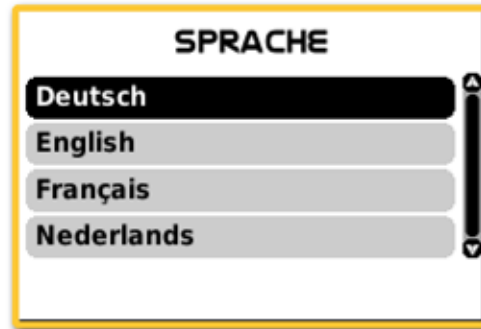 SPRACHE
Deutsch
English
Français
Nederlands